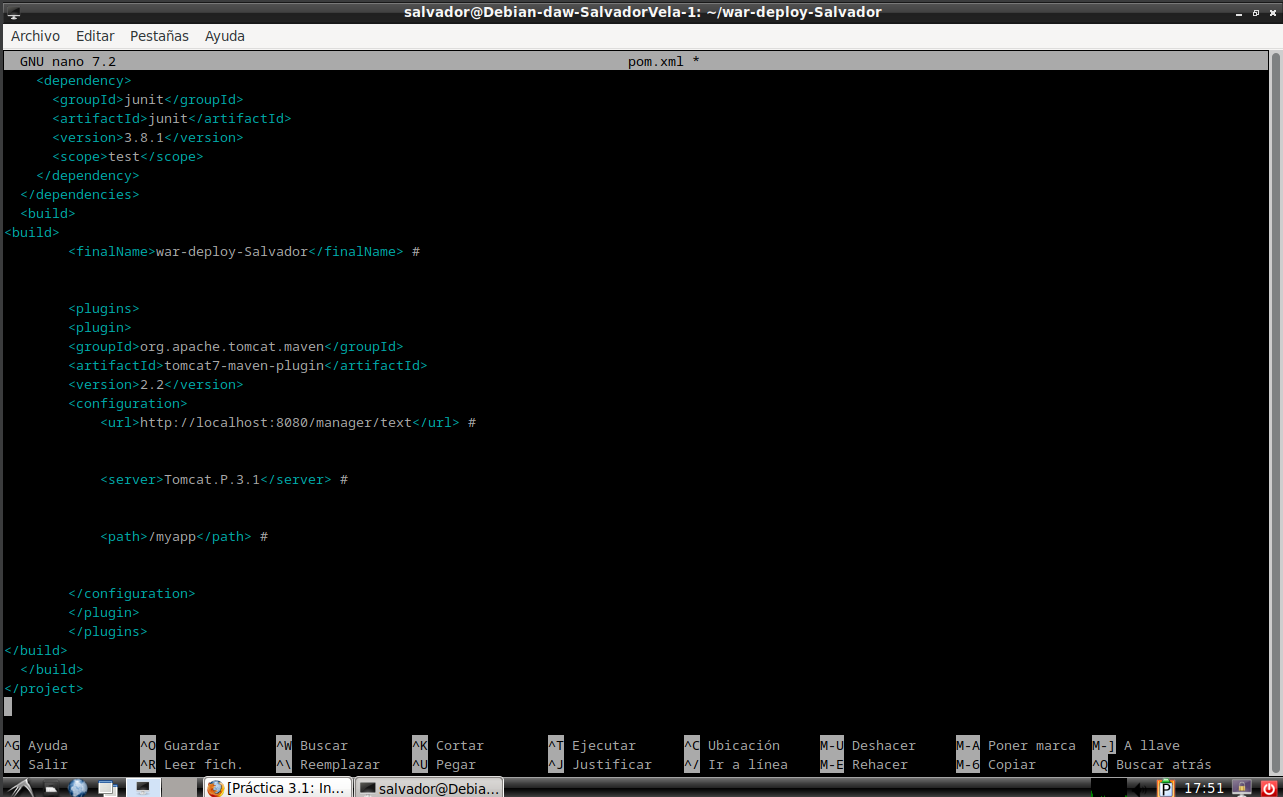 salvador@Debian-daw-SalvadorVela-1: ~/war-deploy-Salvador
Archivo Editar Pestañas Ayuda
GNU nano 7.2 pom.xml *
<dependency>
<groupId>junit</groupId>
<artifactId>junit</artifactId>
<version>3.8.1</version>
<scope>test</scope>
</dependency>
</dependencies>
<build>
<build>
<finalName>war-deploy-Salvador</finalName> #
<plugins>
<plugin>
<groupId>org.apache.tomcat.maven</groupId>
<artifactId>tomcat7-maven-plugin</artifactId>
<version>2.2</version>
<configuration>
<url>http://localhost:8080/manager/text</url> #
<server>Tomcat.P.3.1</server> #
<path>/myapp</path> #
</configuration>
</plugin>
</plugins>
</build>
</build>
</project>
^G Ayuda ^O Guardar ^W Buscar ^K Cortar ^T Ejecutar ^C Ubicación M-U Deshacer M-A Poner marca M-] A llave
^X Salir ^R Leer fich. ^\ Reemplazar ^U Pegar ^J Justificar ^/ Ir a línea M-E Rehacer M-6 Copiar ^Q Buscar atrás
[Práctica 3.1: In... salvador@Debia... P 17:51